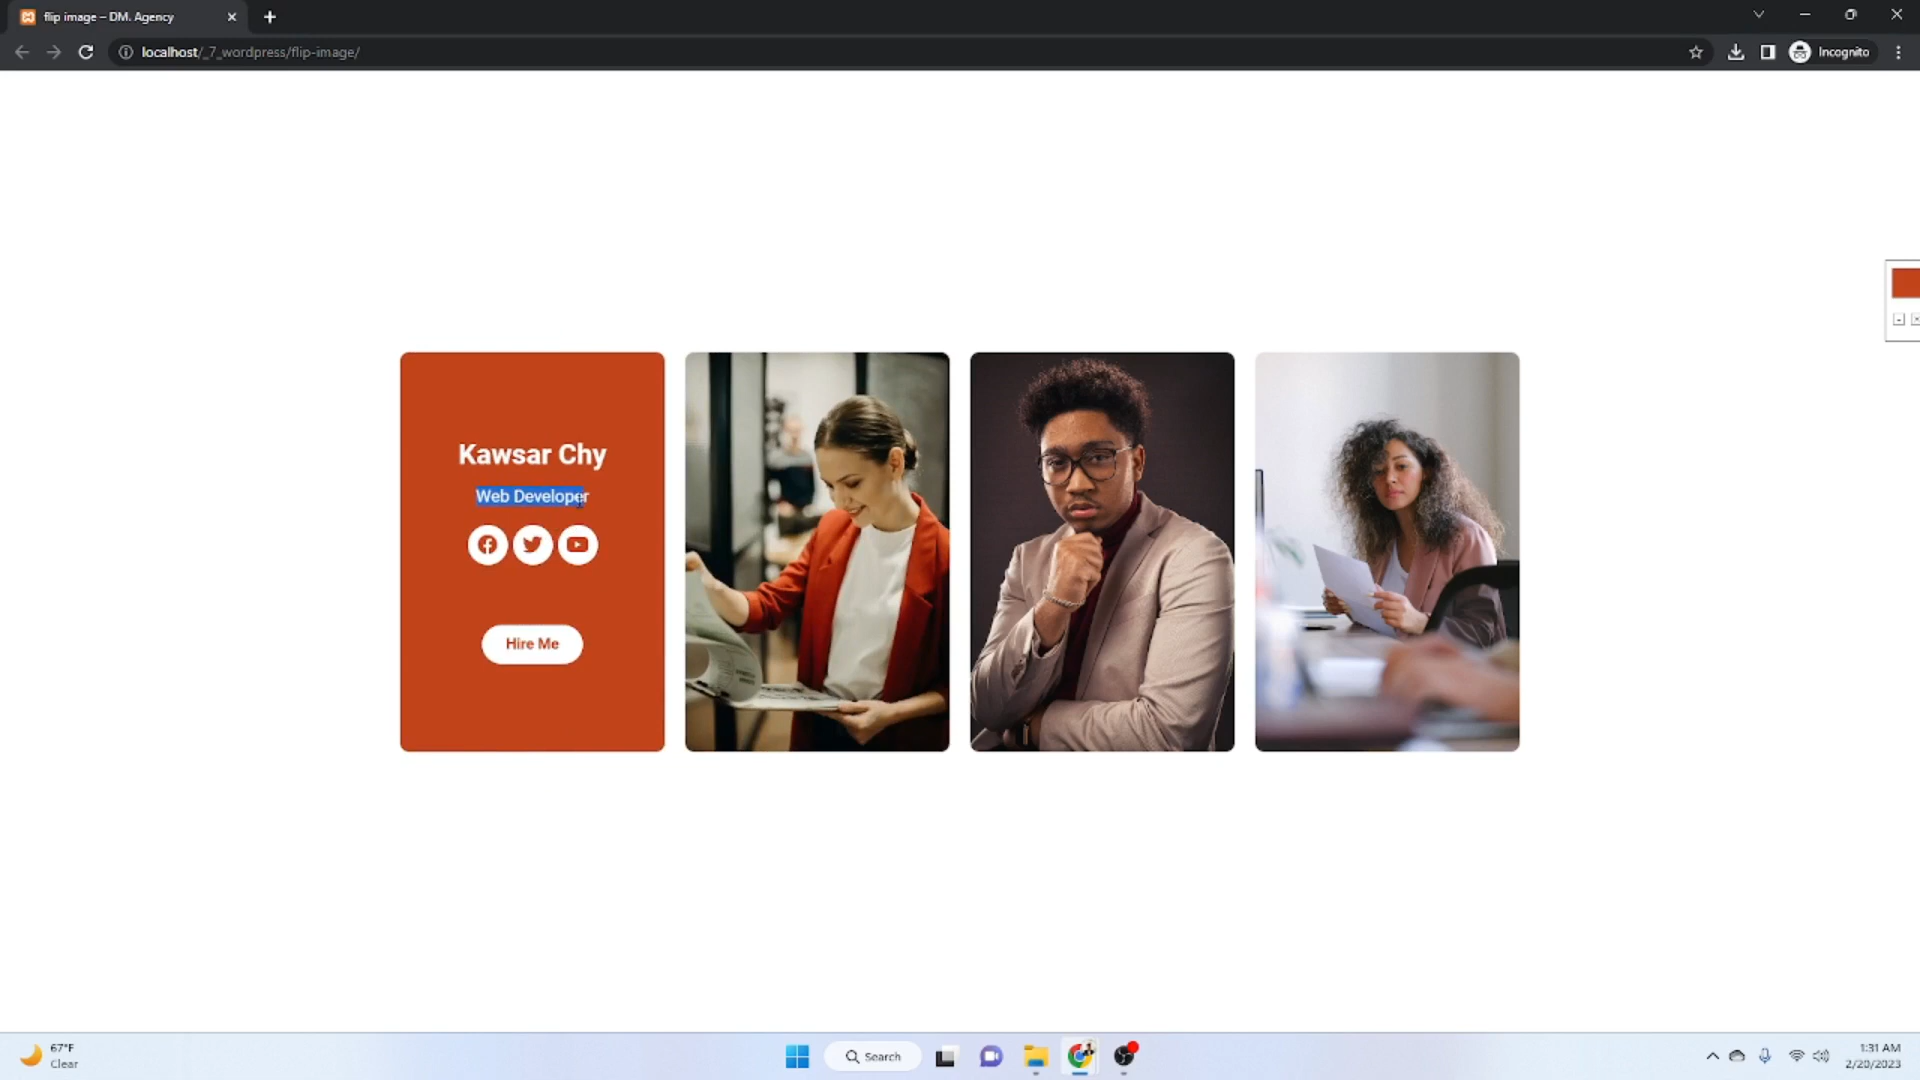 flip image – DM. Agency
localhost/_7_wordpress/flip-image/
Incognito
Kawsar Chy
Web Developer
Hire Me
67°F
Clear
Search
1:31 AM
2/20/2023